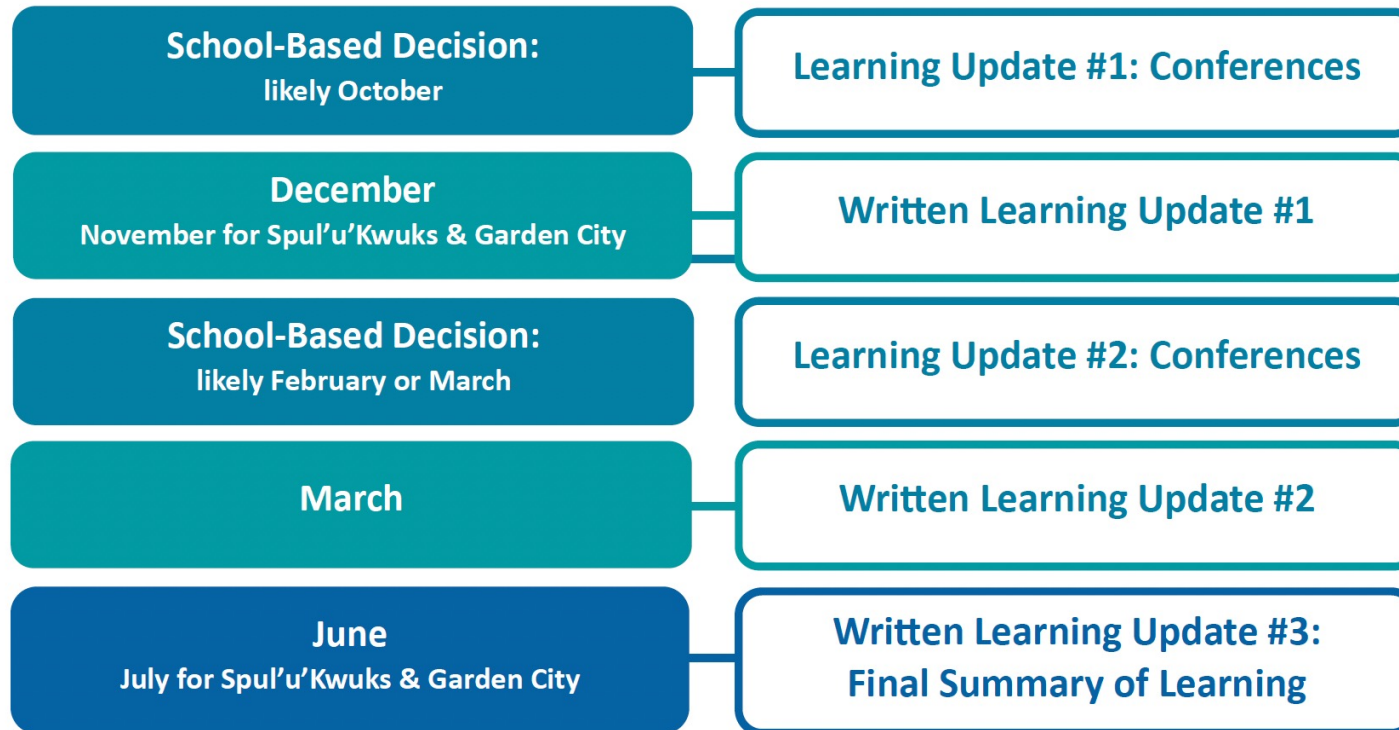 School-Based Decision:
likely October
Learning Update #1: Conferences
December
November for Spul’u’Kwuks & Garden City
Written Learning Update #1
School-Based Decision:
likely February or March
Learning Update #2: Conferences
March
Written Learning Update #2
June
July for Spul’u’Kwuks & Garden City
Written Learning Update #3:
Final Summary of Learning